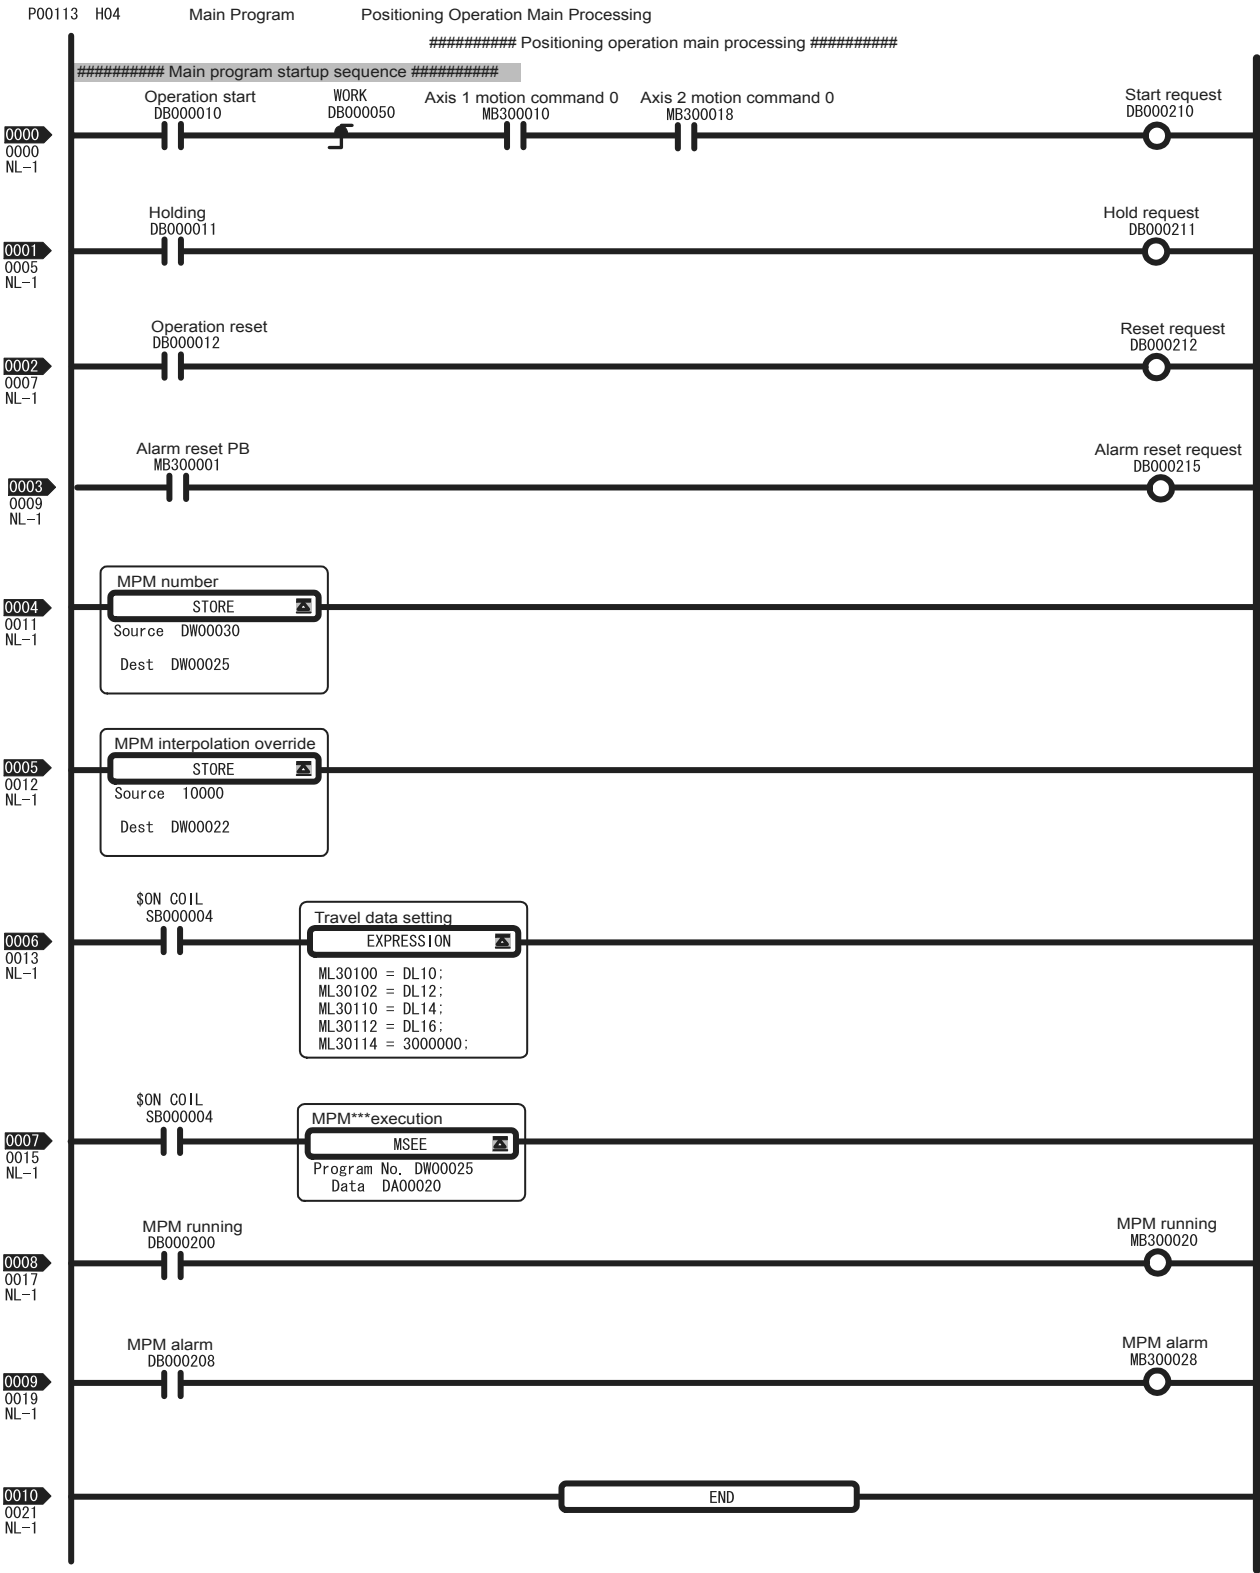 P00113 H04 Main Program Positioning Operation Main Processing
########## Positioning operation main processing ##########
########## Main program startup sequence ##########
Operation start WORK Axis 1 motion command 0 Axis 2 motion command 0 Start request
DB000010 DB000050 MB300010 MB300018 DB000210
0000
0000
NL-1
Holding Hold request
DB000011 DB000211
0001
0005
NL-1
Operation reset Reset request
DB000012 DB000212
0002
0007
NL-1
Alarm reset PB Alarm reset request
MB300001 DB000215
0003
0009
NL-1
MPM number
0004 STORE
0011
NL-1
Source DW00030
Dest DW00025
MPM interpolation override
0005 STORE
0012
NL-1
Source 10000
Dest DW00022
$ON COIL
SB000004
Travel data setting
0006 EXPRESSION
0013
NL-1
ML30100 = DL10;
ML30102 = DL12;
ML30110 = DL14;
ML30112 = DL16;
ML30114 = 3000000;
$ON COIL
SB000004
MPM***execution
0007 MSEE
0015
NL-1
Program No. DW00025
Data DA00020
MPM running MPM running
DB000200 MB300020
0008
0017
NL-1
MPM alarm MPM alarm
DB000208 MB300028
0009
0019
NL-1
0010 END
0021
NL-1